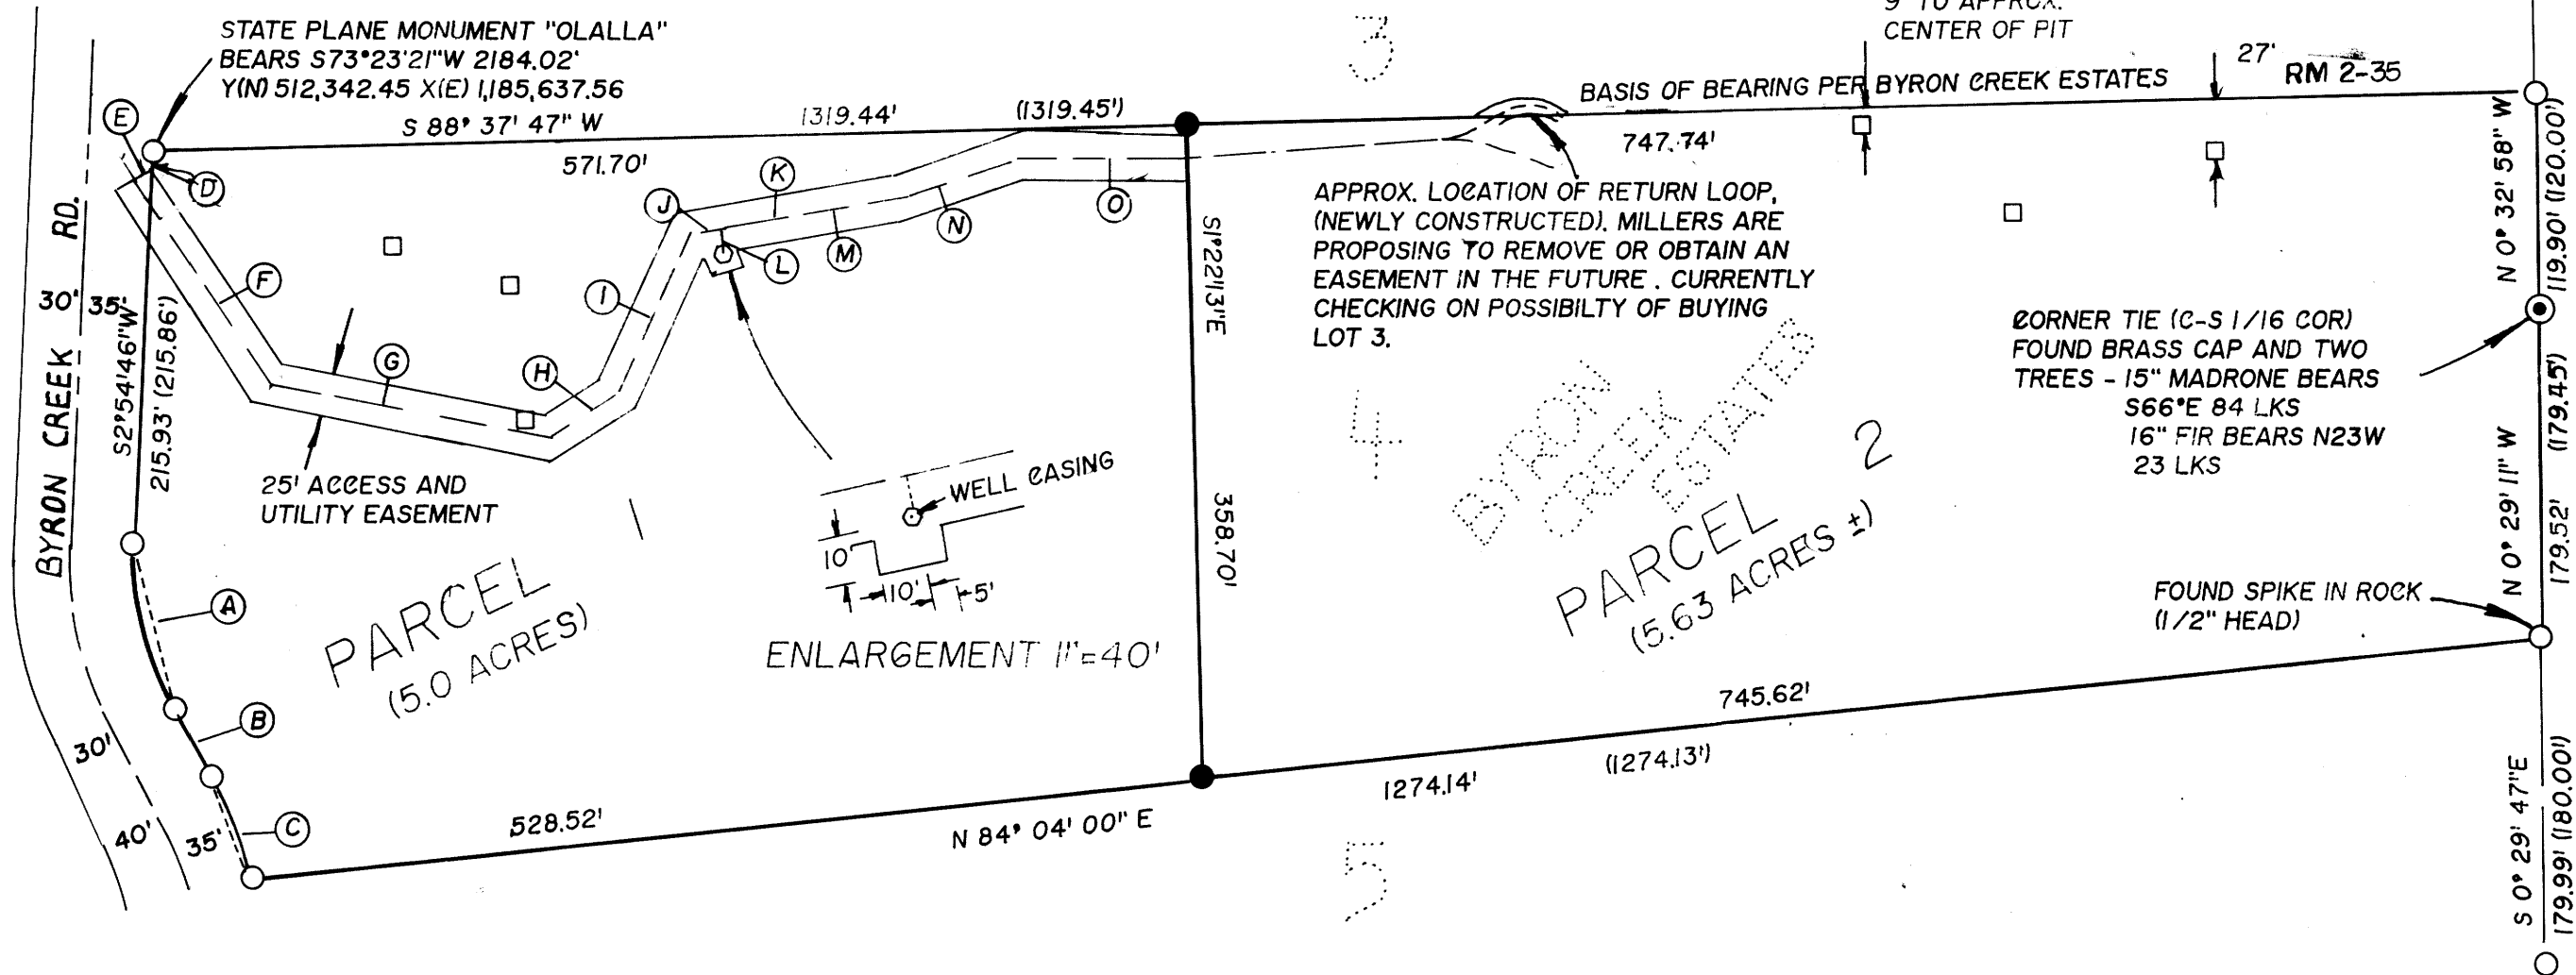 STATE PLANE MONUMENT "OLALLA"
BEARS S73°23'21"W 2184.02'
Y(N) 512,342.45 X(E) 1,185,637.56
S 88° 37' 47" W
1319.44'
(1319.45')
571.70'
3
CENTER OF PIT
27'
RM 2-35
BASIS OF BEARING PER BYRON CREEK ESTATES
747.74'
E
D
F
G
H
I
J
K
L
M
N
O
A
B
C
BYRON CREEK RD.
30'
35'
S2°54'46"W
215.93' (215.86')
25' ACCESS AND
UTILITY EASEMENT
APPROX. LOCATION OF RETURN LOOP,
(NEWLY CONSTRUCTED). MILLERS ARE
PROPOSING TO REMOVE OR OBTAIN AN
EASEMENT IN THE FUTURE. CURRENTLY
CHECKING ON POSSIBILTY OF BUYING
LOT 3.
S1°22'13"E
358.70'
N 0° 32' 58" W
119.90' (120.00')
CORNER TIE (C-S 1/16 COR)
FOUND BRASS CAP AND TWO
TREES - 15" MADRONE BEARS
S66°E 84 LKS
16" FIR BEARS N23W
23 LKS
N 0° 29' 11" W
179.52' (179.45')
4
BYRON
CREEK
ESTATES
PARCEL 2
(5.63 ACRES ±)
PARCEL 1
(5.0 ACRES)
WELL CASING
10'
10'
5'
ENLARGEMENT 1"=40'
FOUND SPIKE IN ROCK
(1/2" HEAD)
745.62'
(1274.13')
1274.14'
N 84° 04' 00" E
528.52'
30'
40'
35'
5
S 0° 29' 47"E
179.99' (180.00')